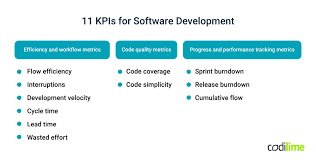 11 KPIs for Software Development
Efficiency and workflow metrics
Flow efficiency
Interruptions
Development velocity
Cycle time
Lead time
Wasted effort
Code quality metrics
Code coverage
Code simplicity
Progress and performance tracking metrics
Sprint burndown
Release burndown
Cumulative flow
codilime